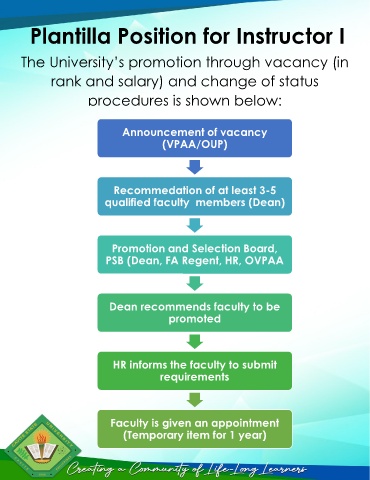 Plantilla Position for Instructor I
The University's promotion through vacancy (in
rank and salary) and change of status
procedures is shown below:
Announcement of vacancy
(VPAA/OUP)
Recommedation of at least 3-5
qualified faculty members (Dean)
Promotion and Selection Board,
PSB (Dean, FA Regent, HR, OVPAA
Dean recommends faculty to be
promoted
HR informs the faculty to submit
requirements
Faculty is given an appointment
(Temporary item for 1 year)
Creating a Community of Life-Long Learners